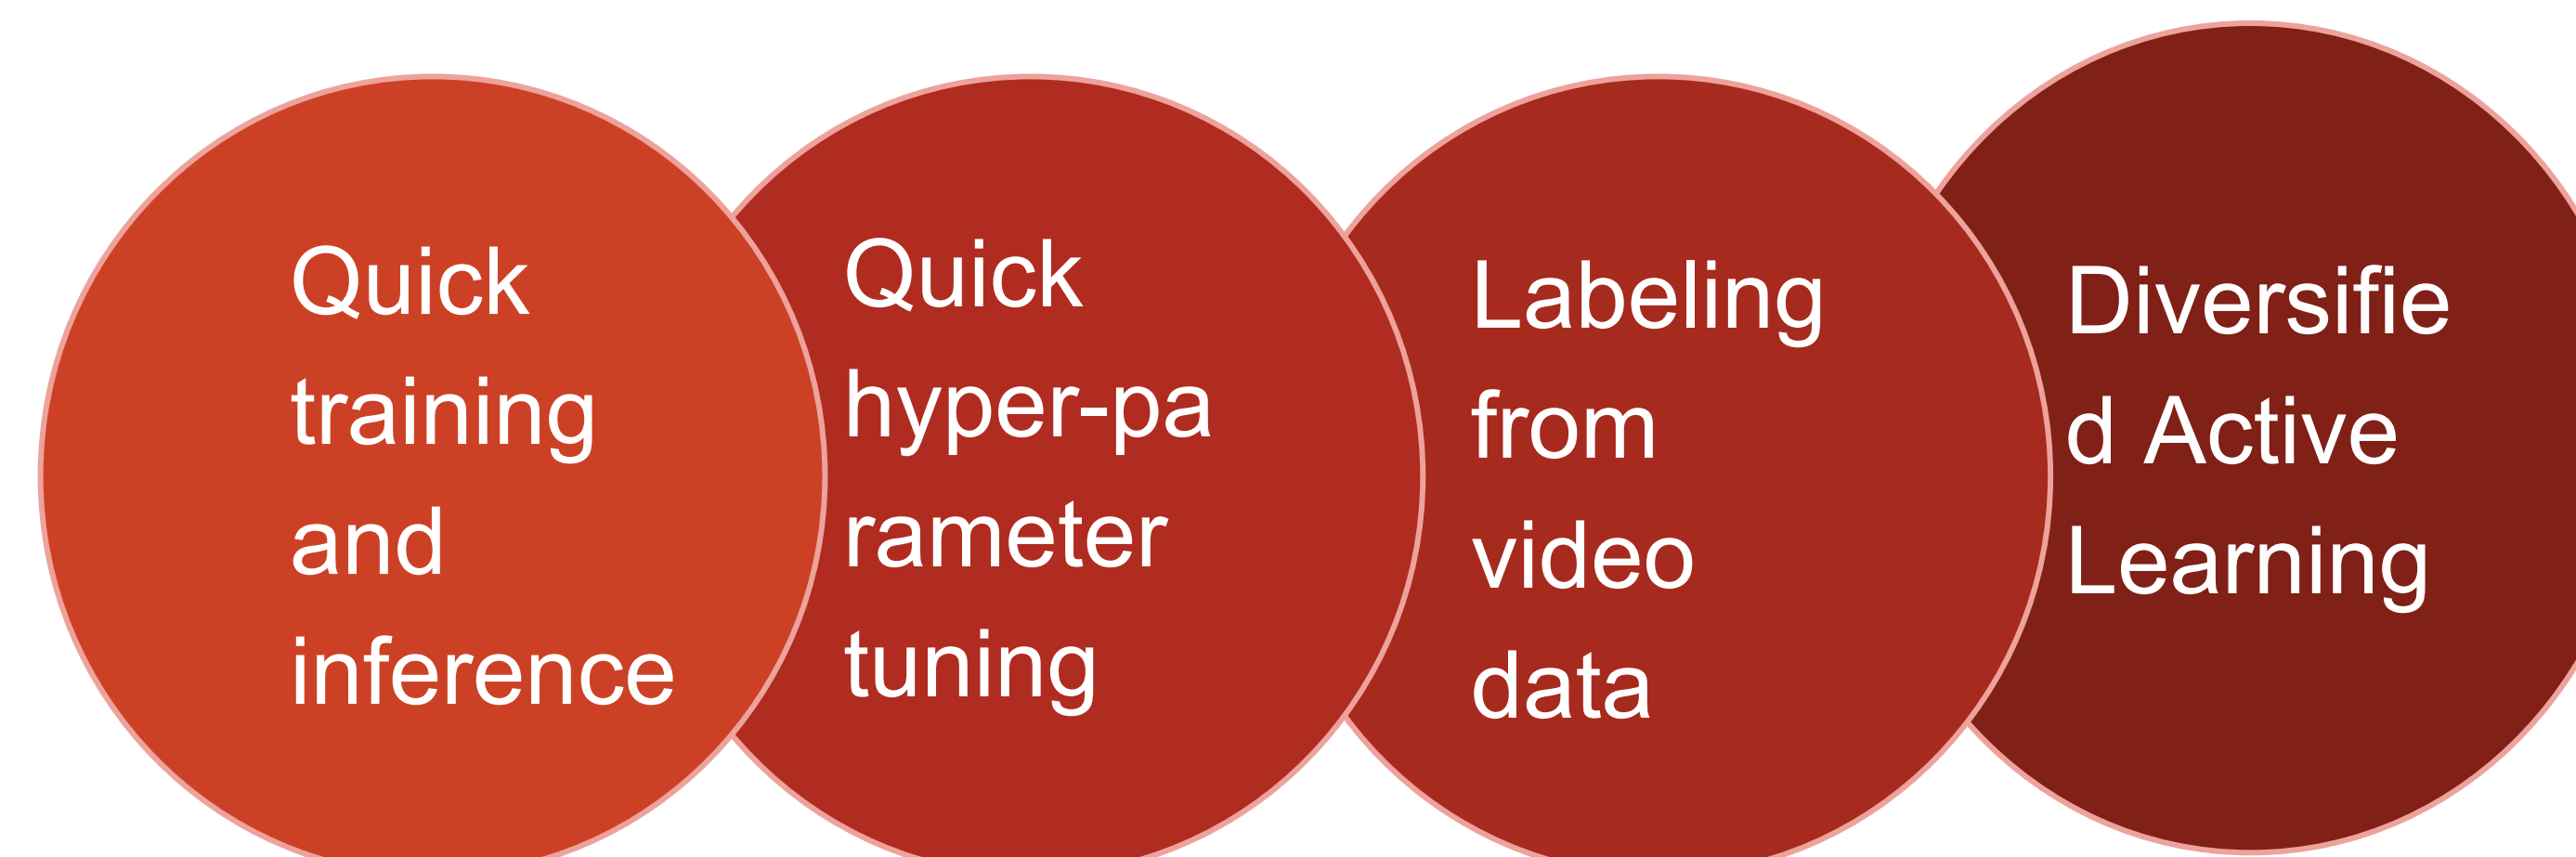 Quick
training
and
inference
Quick
hyper-pa
rameter
tuning
Labeling
from
video
data
Diversifie
d Active
Learning